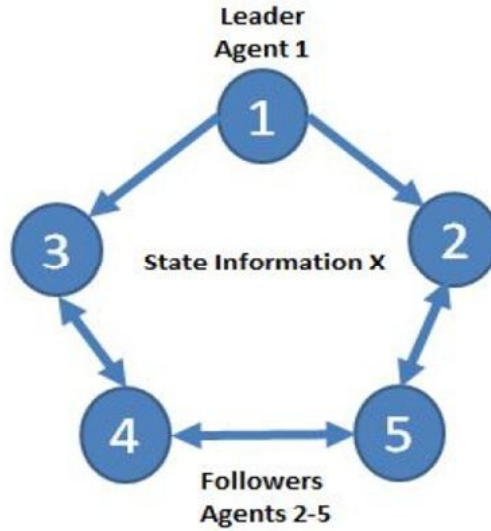 Leader
Agent 1
1
3
2
State Information X
4
5
Followers
Agents 2-5